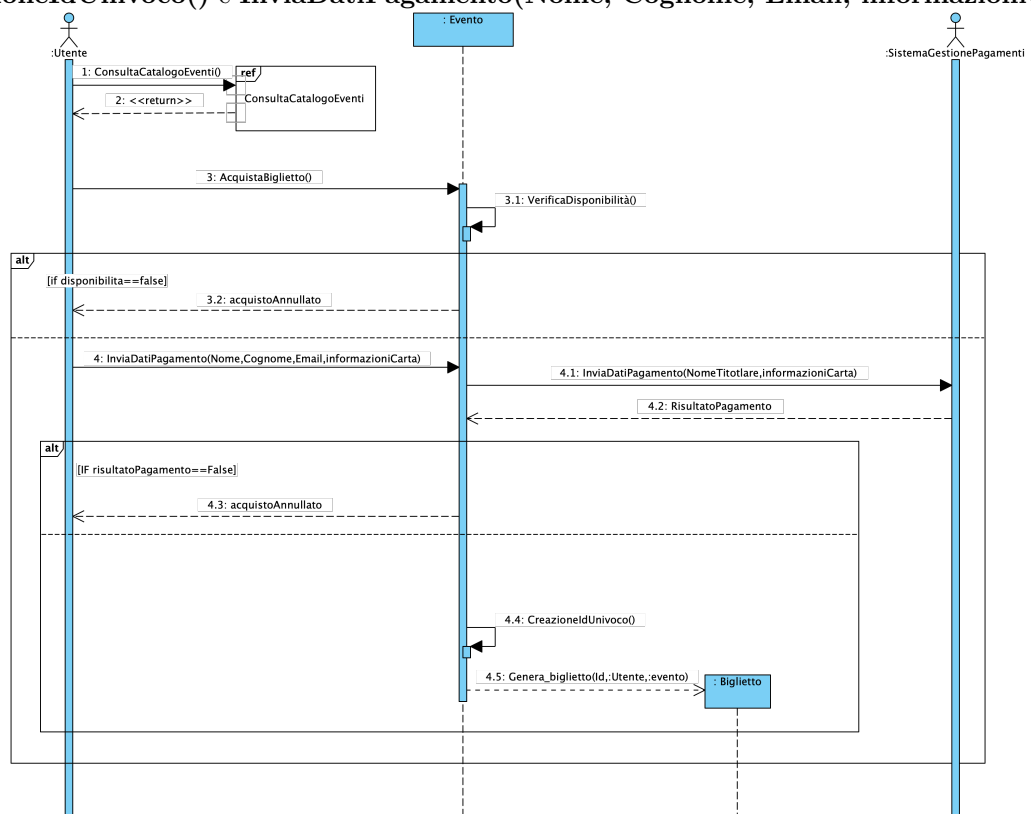 oneIdUnivoco() e InviaDatiPagamento(Nome, Cognome, Email, informazioni
: Evento
:Utente
:SistemaGestionePagamenti
1: ConsultaCatalogoEventi()
ref
ConsultaCatalogoEventi
2: <<return>>
3: AcquistaBiglietto()
3.1: VerificaDisponibilità()
alt
[if disponibilita==false]
3.2: acquistoAnnullato
4: InviaDatiPagamento(Nome,Cognome,Email,informazioniCarta)
4.1: InviaDatiPagamento(NomeTitotlare,informazioniCarta)
4.2: RisultatoPagamento
alt
[IF risultatoPagamento==False]
4.3: acquistoAnnullato
4.4: CreazioneIdUnivoco()
4.5: Genera_biglietto(Id,:Utente,:evento)
: Biglietto